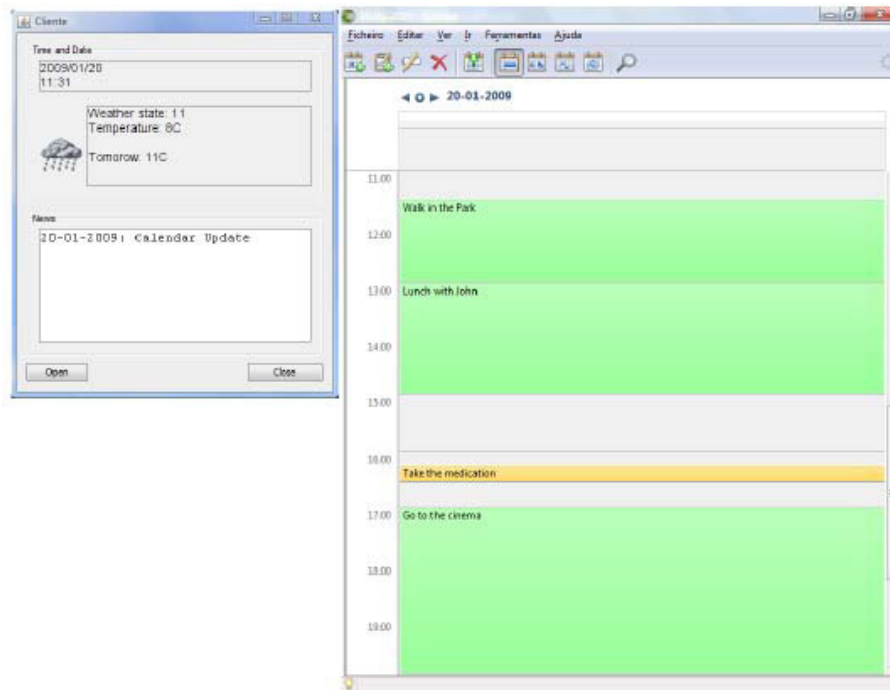 Cliente
Time and Date
2009/01/20
11:31
Weather state: 11
Temperature: 8C
Tomorow: 11C
News
20-01-2009: Calendar Update
Open
Close
Ficheiro Editar Ver Ir Ferramentas Ajuda
20-01-2009
11:00
Walk in the Park
12:00
13:00 Lunch with John
14:00
15:00
16:00
Take the medication
17:00 Go to the cinema
18:00
19:00